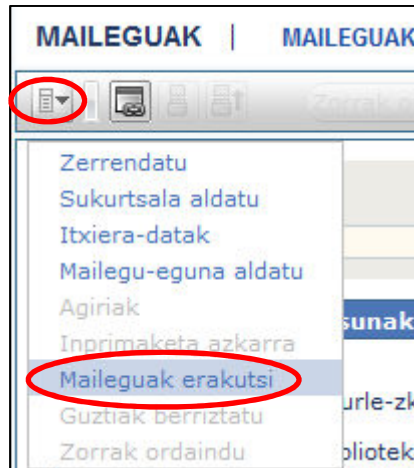 MAILEGUAK | MAILEGUAK
Zorrak
Zerrendatu
Sukurtsala aldatu
Itxiera-datak
Mailegu-eguna aldatu
Agiriak
Inprimaketa azkarra
Maileguak erakutsi
Guztiak berriztatu
Zorrak ordaindu
sunak
urle-zk
bliotek